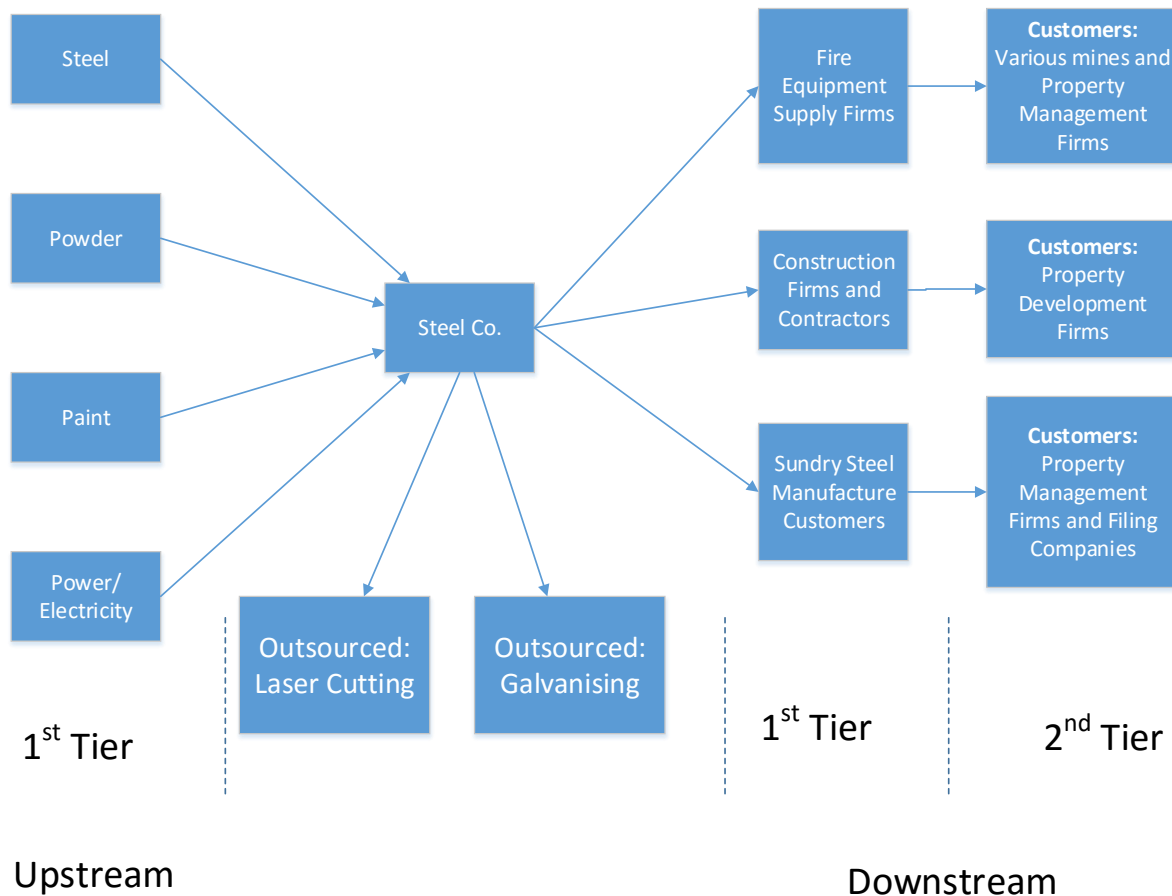 Steel
Powder
Paint
Power/
Electricity
Steel Co.
Outsourced:
Laser Cutting
Outsourced:
Galvanising
Fire
Equipment
Supply Firms
Construction
Firms and
Contractors
Sundry Steel
Manufacture
Customers
Customers:
Various mines and
Property
Management
Firms
Customers:
Property
Development
Firms
Customers:
Property
Management
Firms and Filing
Companies
1st Tier
1st Tier
2nd Tier
Upstream
Downstream